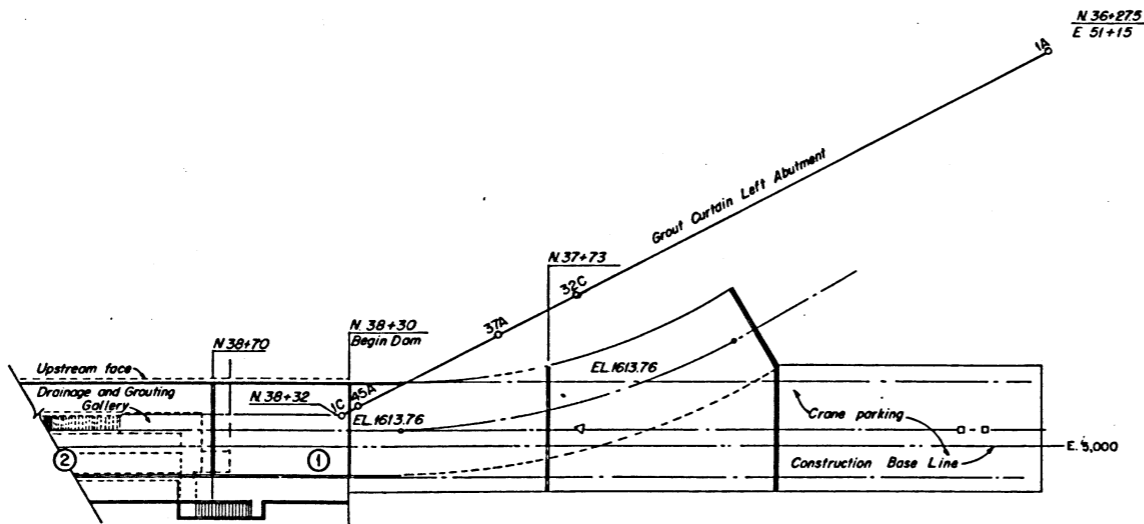 N. 36+27.5
E 51+15
1A
Grout Curtain Left Abutment
N. 37+73
32C
37A
N. 38+30
Begin Dam
N 38+70
Upstream face
EL. 1613.76
Drainage and Grouting
Gallery
N. 38+32
1C
45A
EL. 1613.76
Crane parking
E. 5,000
2
1
Construction Base Line